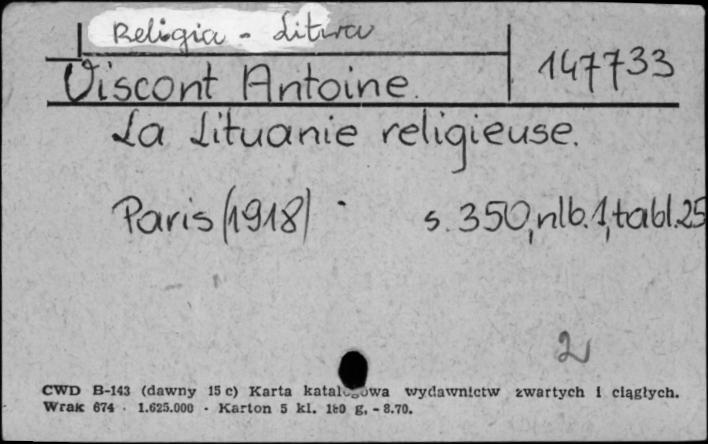 Religia - Litwa
Viscont Antoine.
147733
La Lituanie religieuse.
Paris (1918) s. 350, nlb. 1, tabl. 25
2
CWD B-143 (dawny 15 c) Karta katalogowa wydawnictw zwartych i ciągłych.
Wrak 674 · 1.625.000 · Karton 5 kl. 180 g. - 8.70.